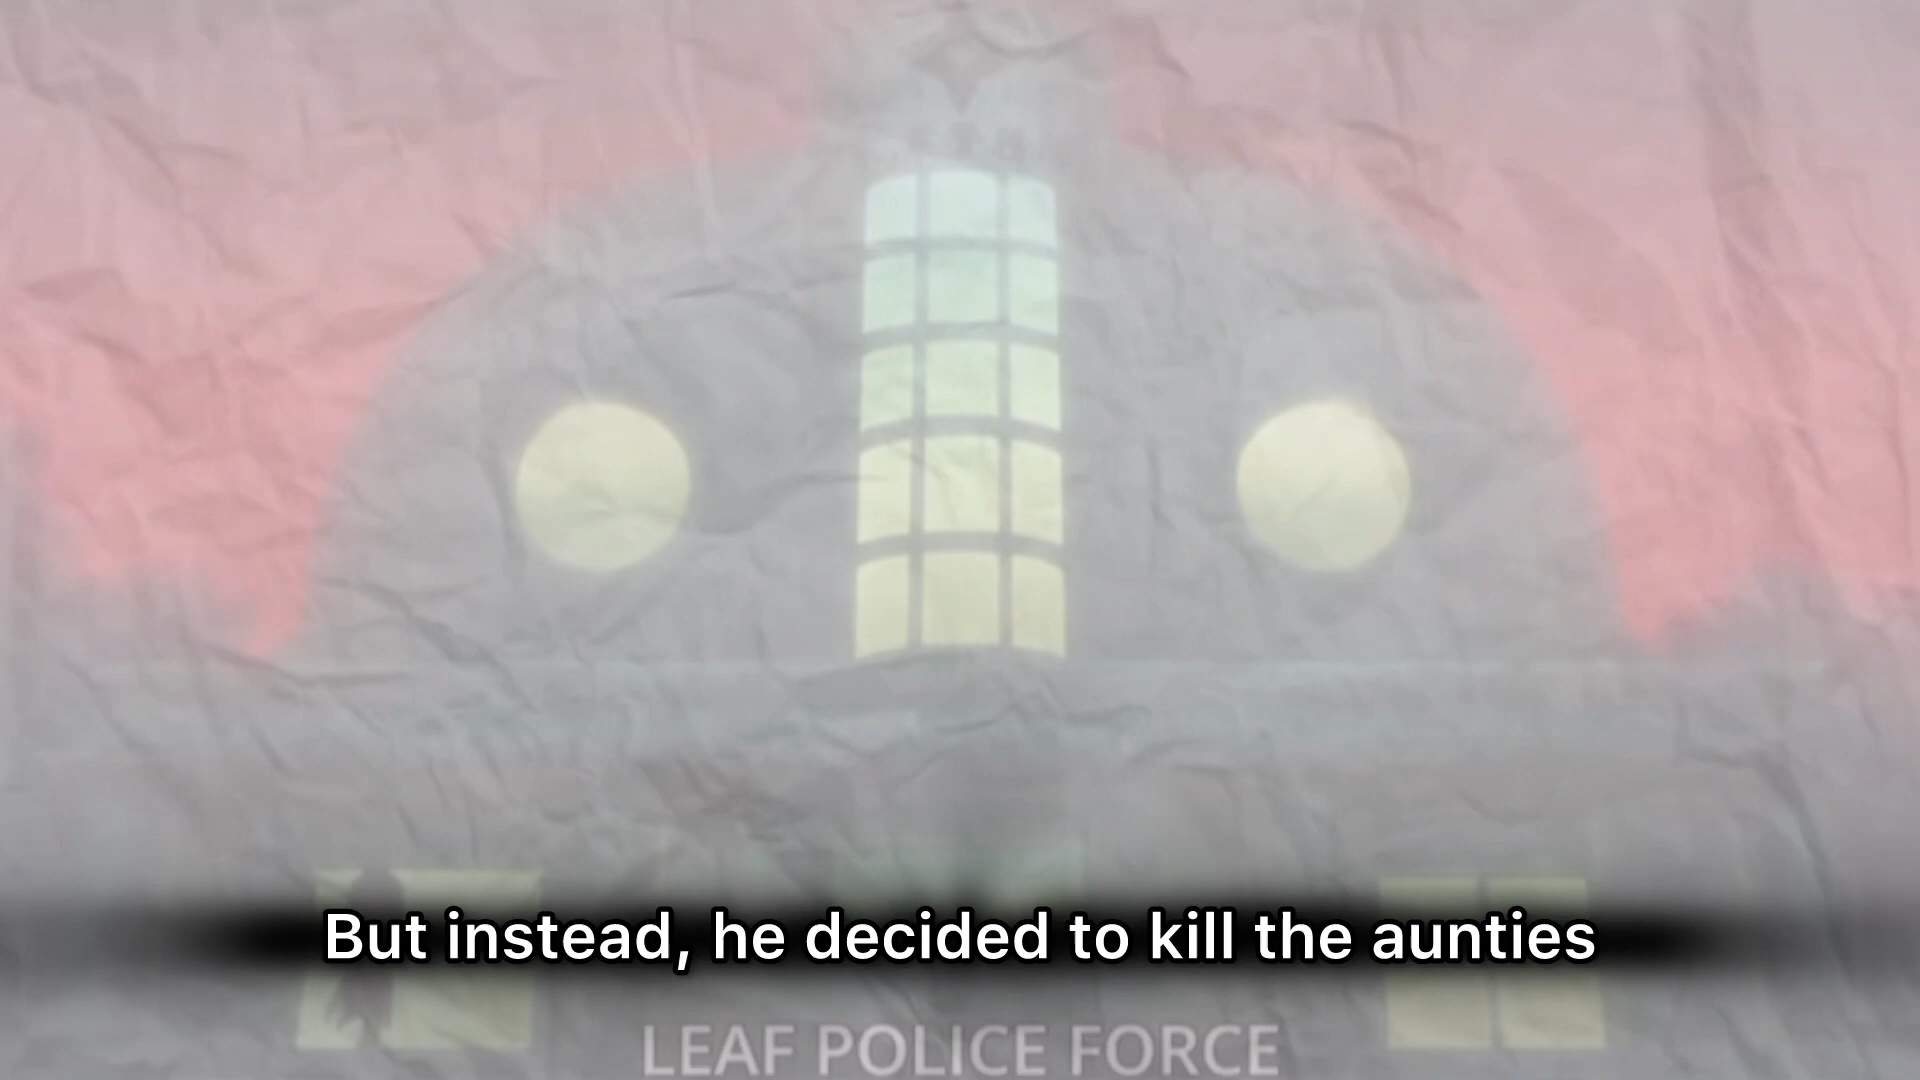 But instead, he decided to kill the aunties
LEAF POLICE FORCE